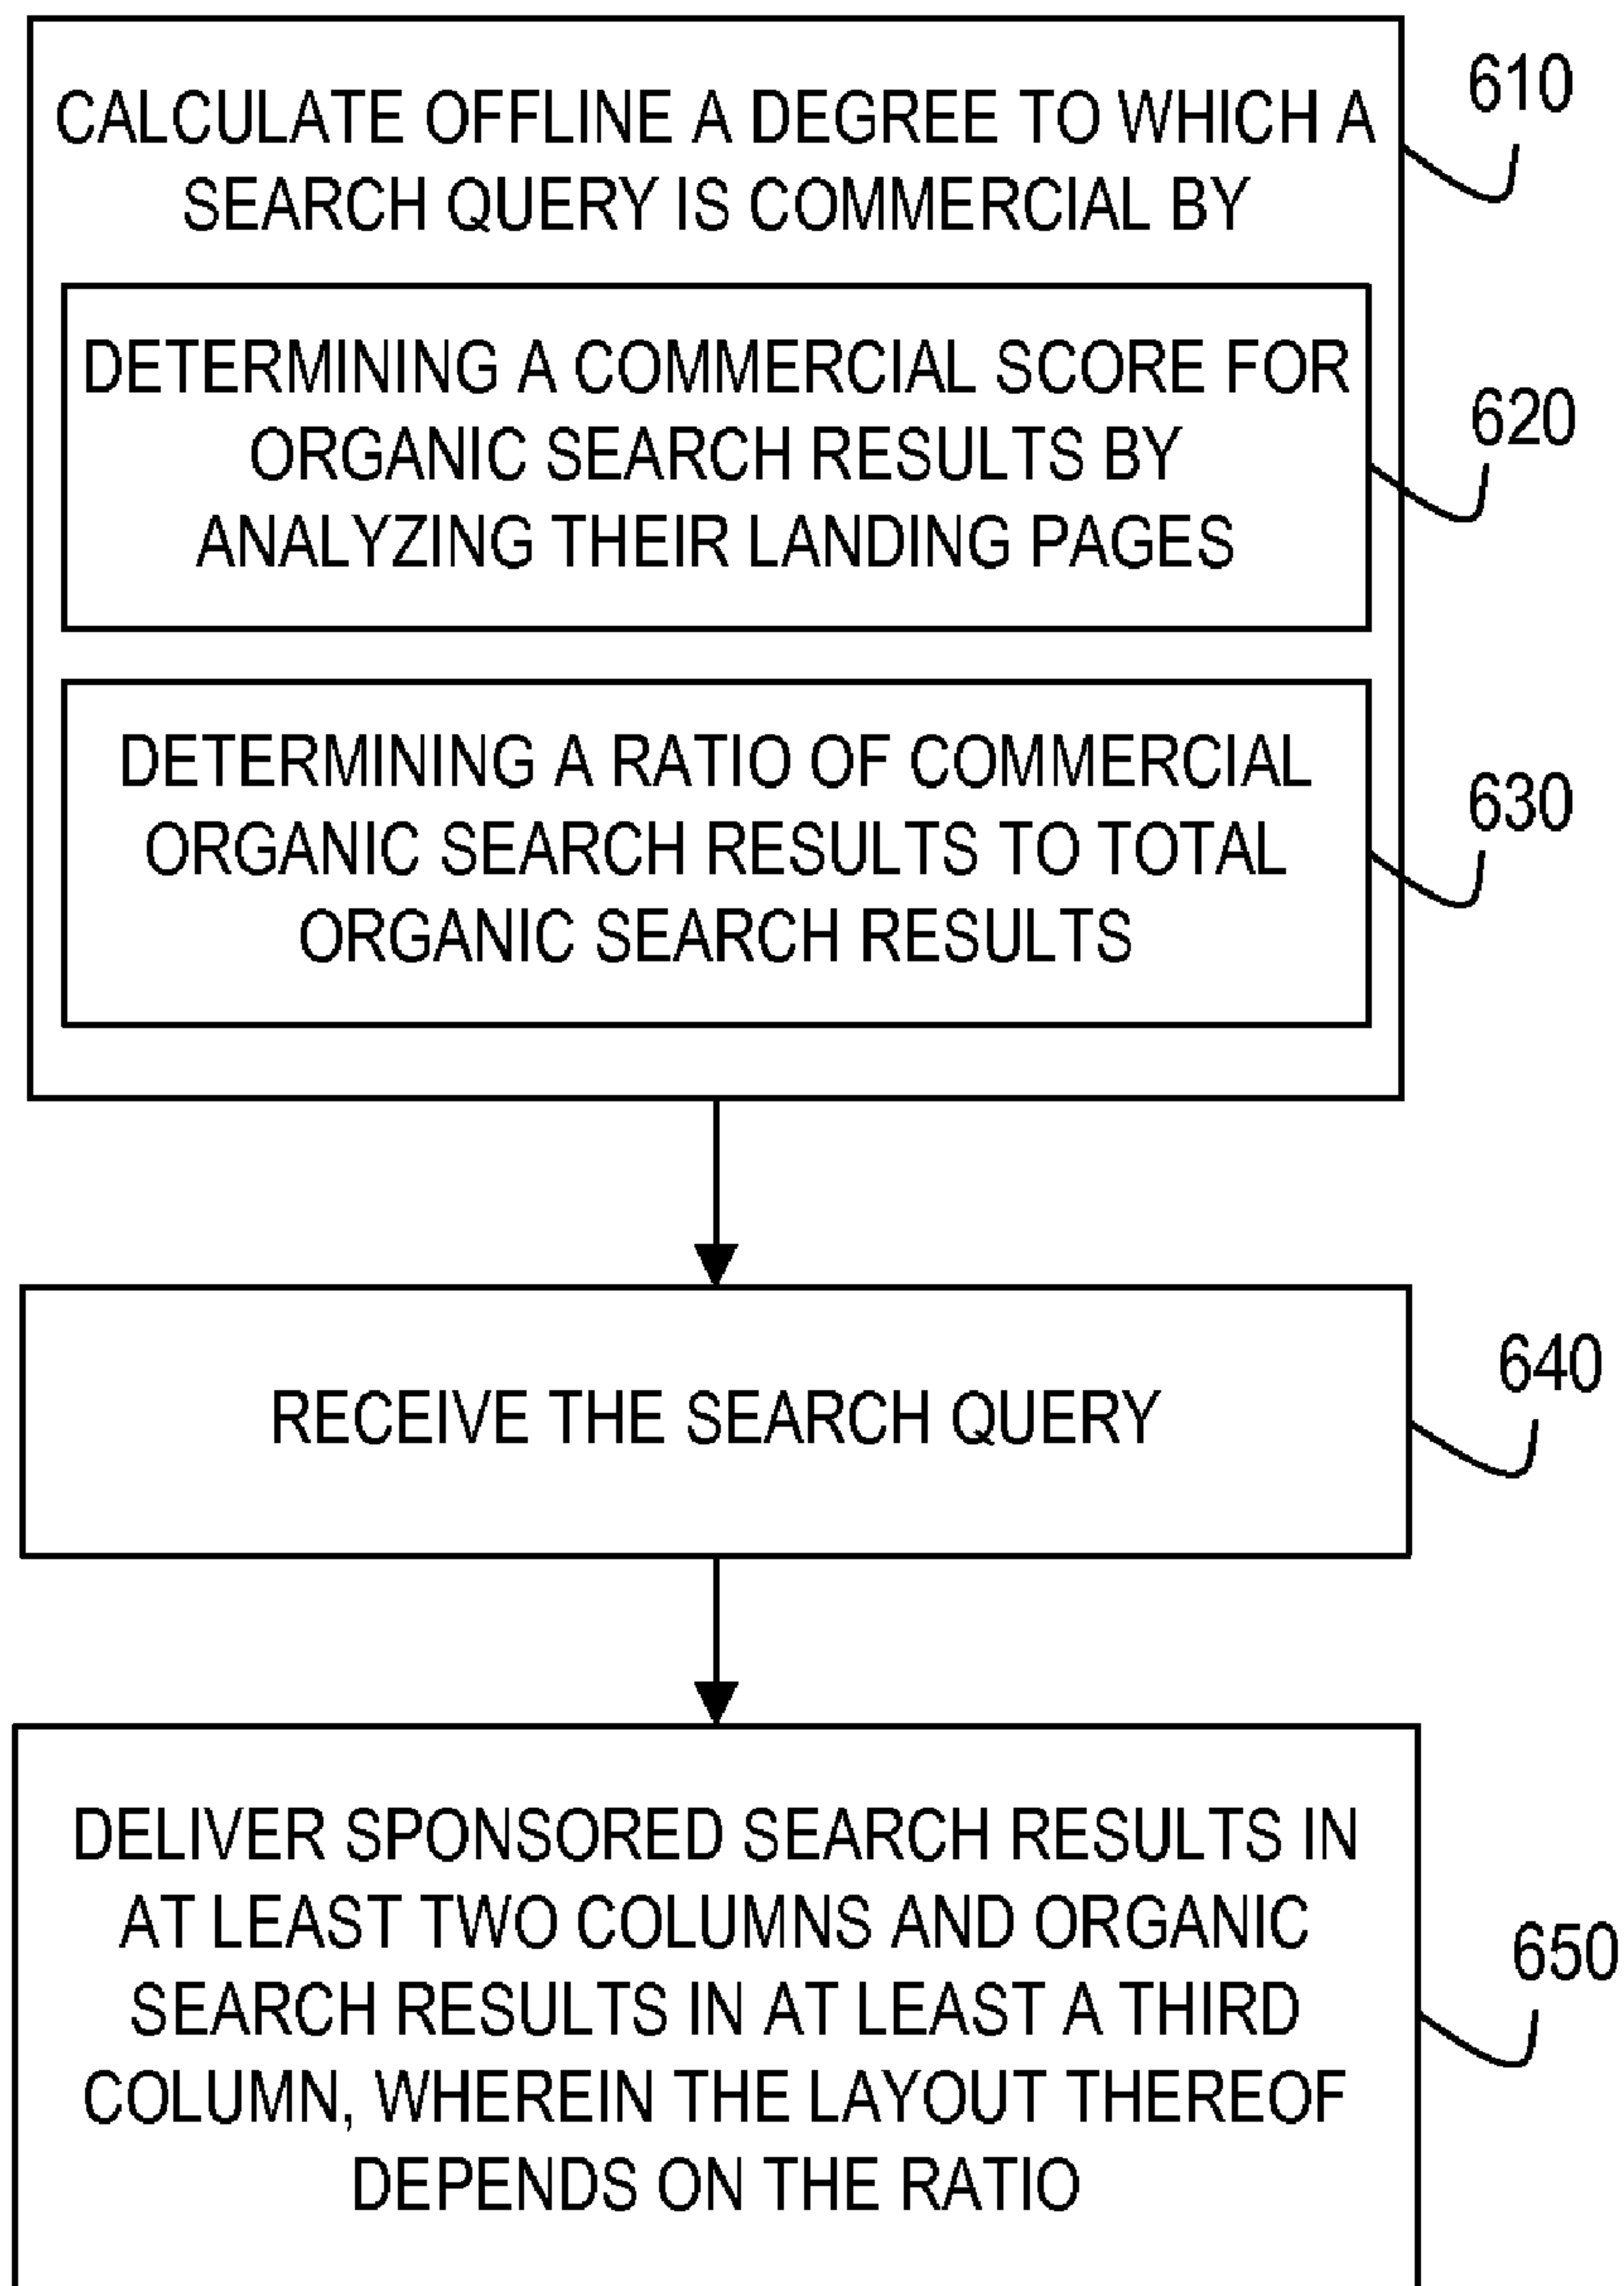 CALCULATE OFFLINE A DEGREE TO WHICH A
SEARCH QUERY IS COMMERCIAL BY
610
DETERMINING A COMMERCIAL SCORE FOR
ORGANIC SEARCH RESULTS BY
ANALYZING THEIR LANDING PAGES
620
DETERMINING A RATIO OF COMMERCIAL
ORGANIC SEARCH RESULTS TO TOTAL
ORGANIC SEARCH RESULTS
630
RECEIVE THE SEARCH QUERY
640
DELIVER SPONSORED SEARCH RESULTS IN
AT LEAST TWO COLUMNS AND ORGANIC
SEARCH RESULTS IN AT LEAST A THIRD
COLUMN, WHEREIN THE LAYOUT THEREOF
DEPENDS ON THE RATIO
650